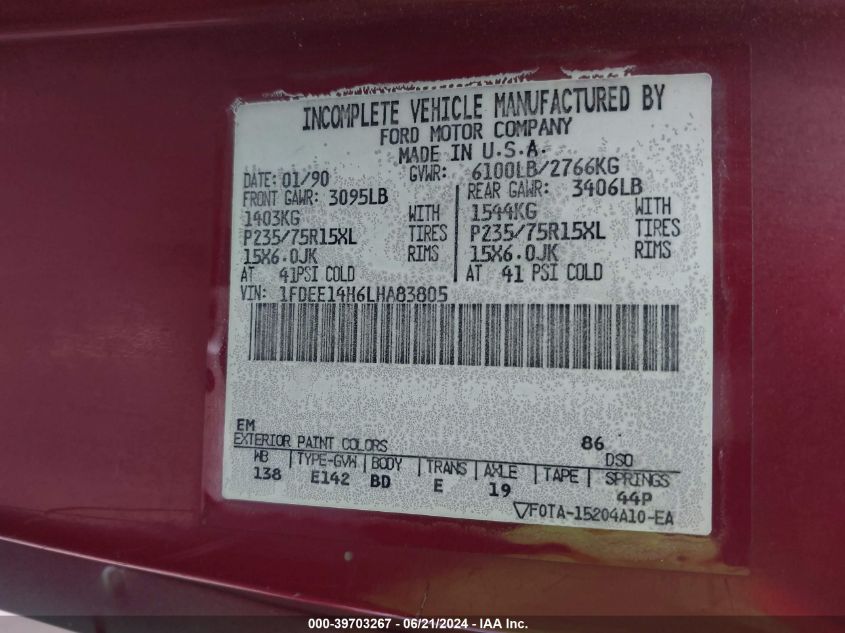 INCOMPLETE VEHICLE MANUFACTURED BY
FORD MOTOR COMPANY
MADE IN U.S.A.
DATE: 01/90 GVWR: 6100LB/2766KG
FRONT GAWR: 3095LB REAR GAWR: 3406LB
1403KG WITH 1544KG WITH
P235/75R15XL TIRES P235/75R15XL TIRES
15X6.0JK RIMS 15X6.0JK RIMS
AT 41PSI COLD AT 41 PSI COLD
VIN: 1FDEE14H6LHA83805
EM 86
EXTERIOR PAINT COLORS DSO
WB TYPE-GVW BODY TRANS AXLE TAPE SPRINGS
138 E142 BD E 19 44P
▽F0TA-15204A10-EA
000-39703267 - 06/21/2024 - IAA Inc.